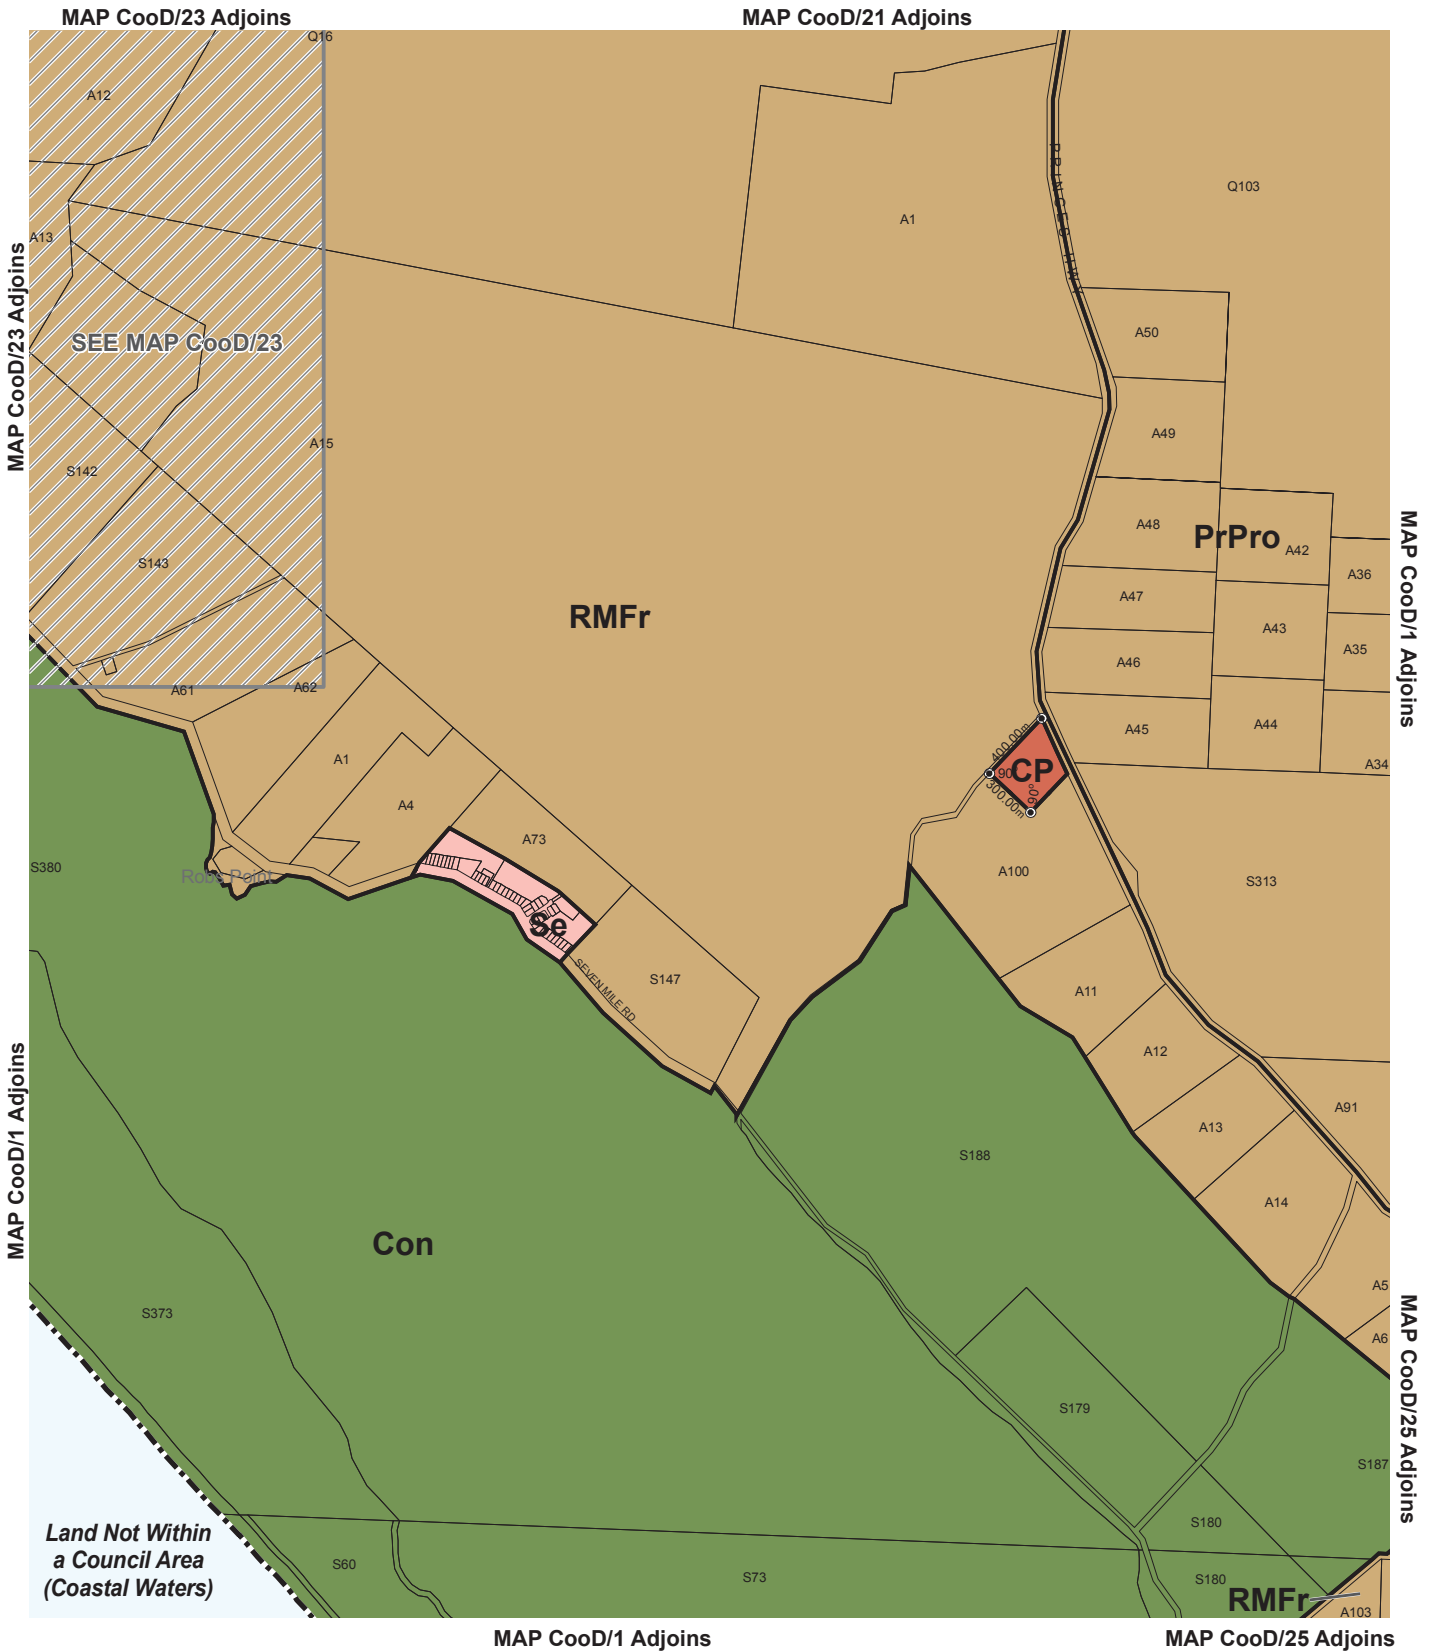 MAP CooD/23 Adjoins
MAP CooD/21 Adjoins
Q16
A12
A1
Q103
PRINCES HWY
A13
MAP CooD/23 Adjoins
SEE MAP CooD/23
A50
A15
A49
S142
A48
PrPro
A42
S143
A36
MAP CooD/1 Adjoins
A47
RMFr
A43
A46
A35
A61
A62
A45
A44
A34
400.00m
90°
CP
300.00m
90°
A1
A4
A73
S380
Robs Point
A100
S313
Se
SEVEN MILE RD
S147
A11
A12
A91
A13
S188
A14
MAP CooD/1 Adjoins
Con
A5
S373
A6
MAP CooD/25 Adjoins
S179
S187
S180
Land Not Within
a Council Area
(Coastal Waters)
S60
S73
S180
RMFr
A103
MAP CooD/1 Adjoins
MAP CooD/25 Adjoins